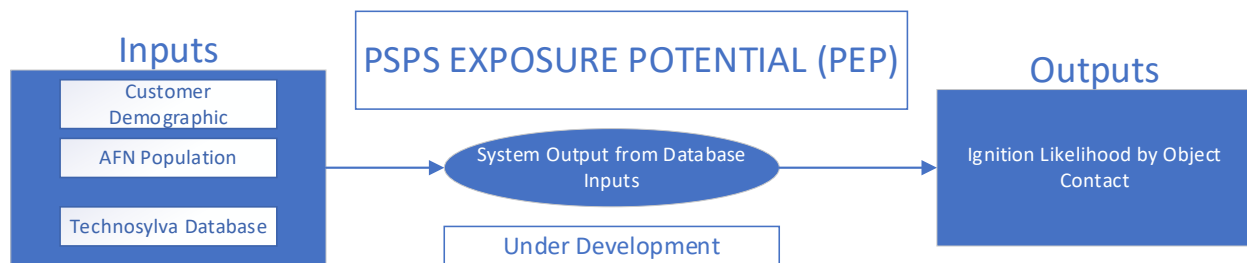 Inputs
Customer
Demographic
AFN Population
Technosylva Database
PSPS EXPOSURE POTENTIAL (PEP)
System Output from Database
Inputs
Under Development
Outputs
Ignition Likelihood by Object
Contact